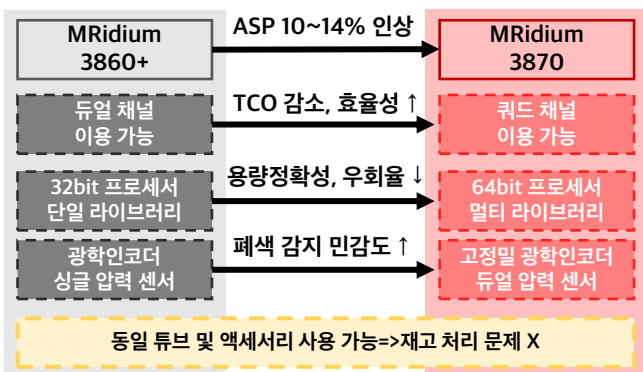 MRidium
3860+
ASP 10~14% 인상
MRidium
3870
듀얼 채널
이용 가능
TCO 감소, 효율성 ↑
쿼드 채널
이용 가능
32bit 프로세서
단일 라이브러리
용량정확성, 우회율 ↓
64bit 프로세서
멀티 라이브러리
광학인코더
싱글 압력 센서
폐색 감지 민감도 ↑
고정밀 광학인코더
듀얼 압력 센서
동일 튜브 및 액세서리 사용 가능=>재고 처리 문제 X